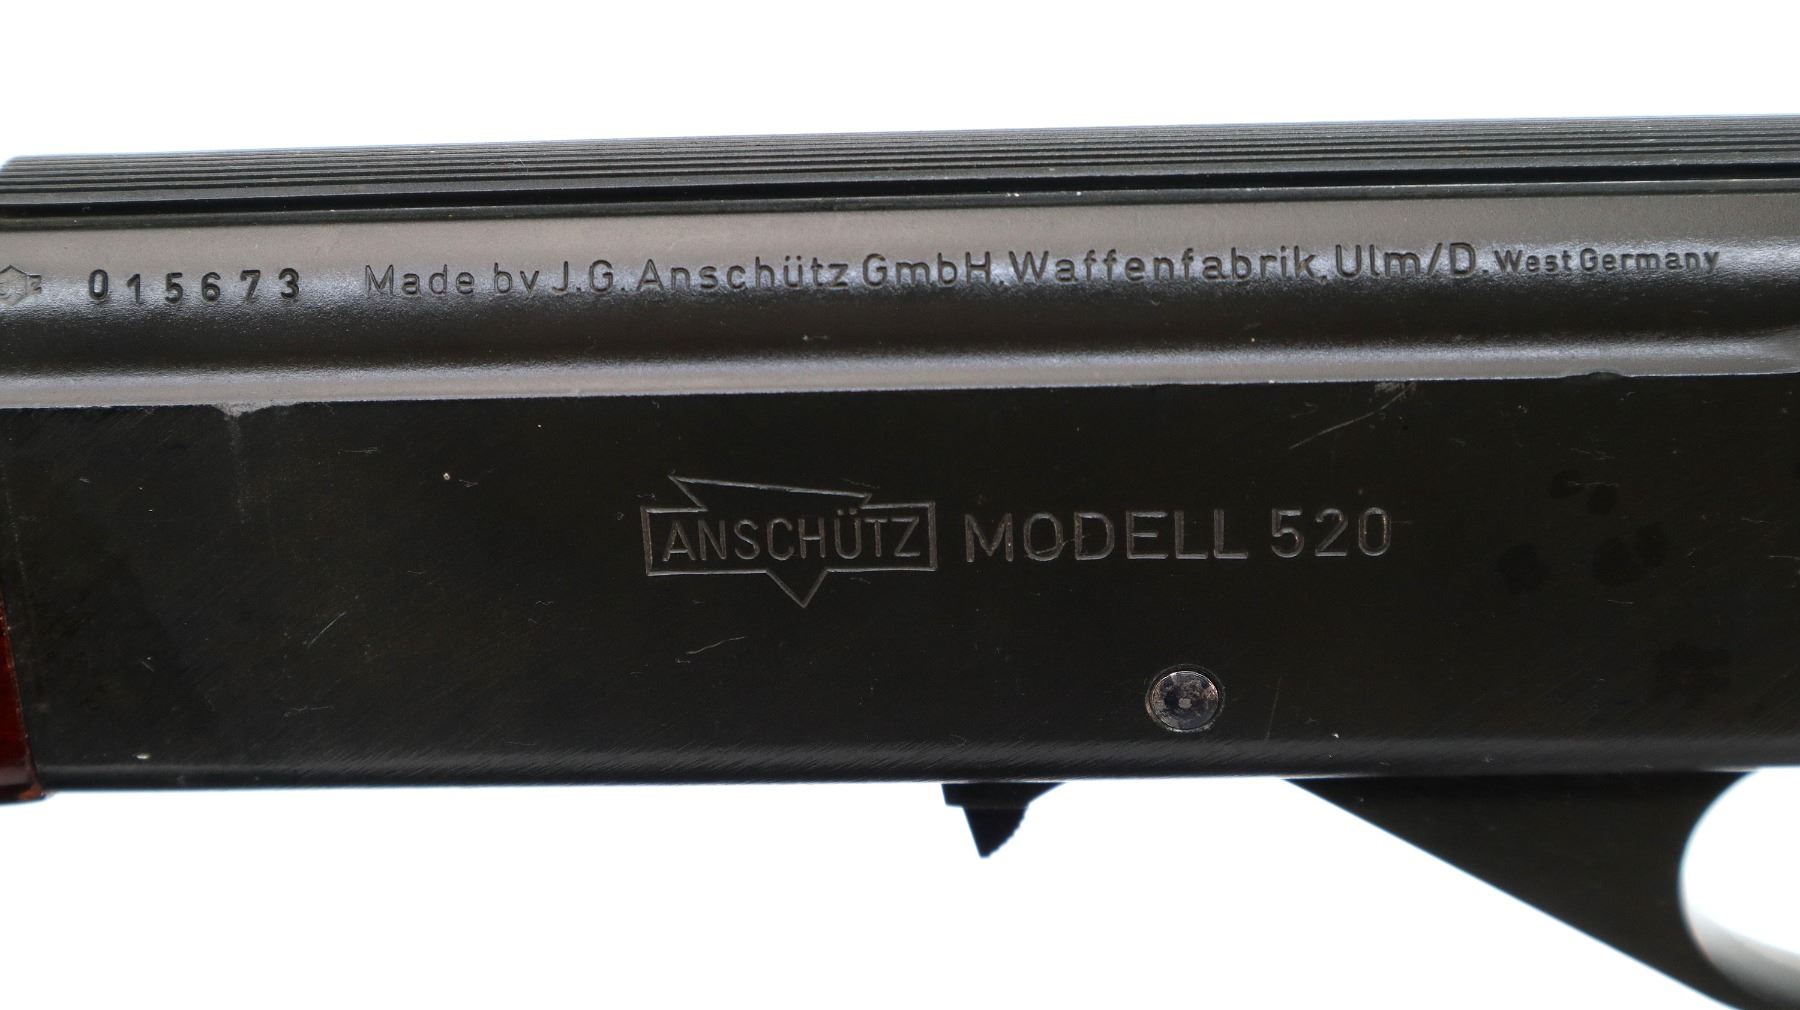 015673 Made by J.G. Anschütz GmbH, Waffenfabrik, Ulm/D. West Germany
ANSCHÜTZ MODELL 520